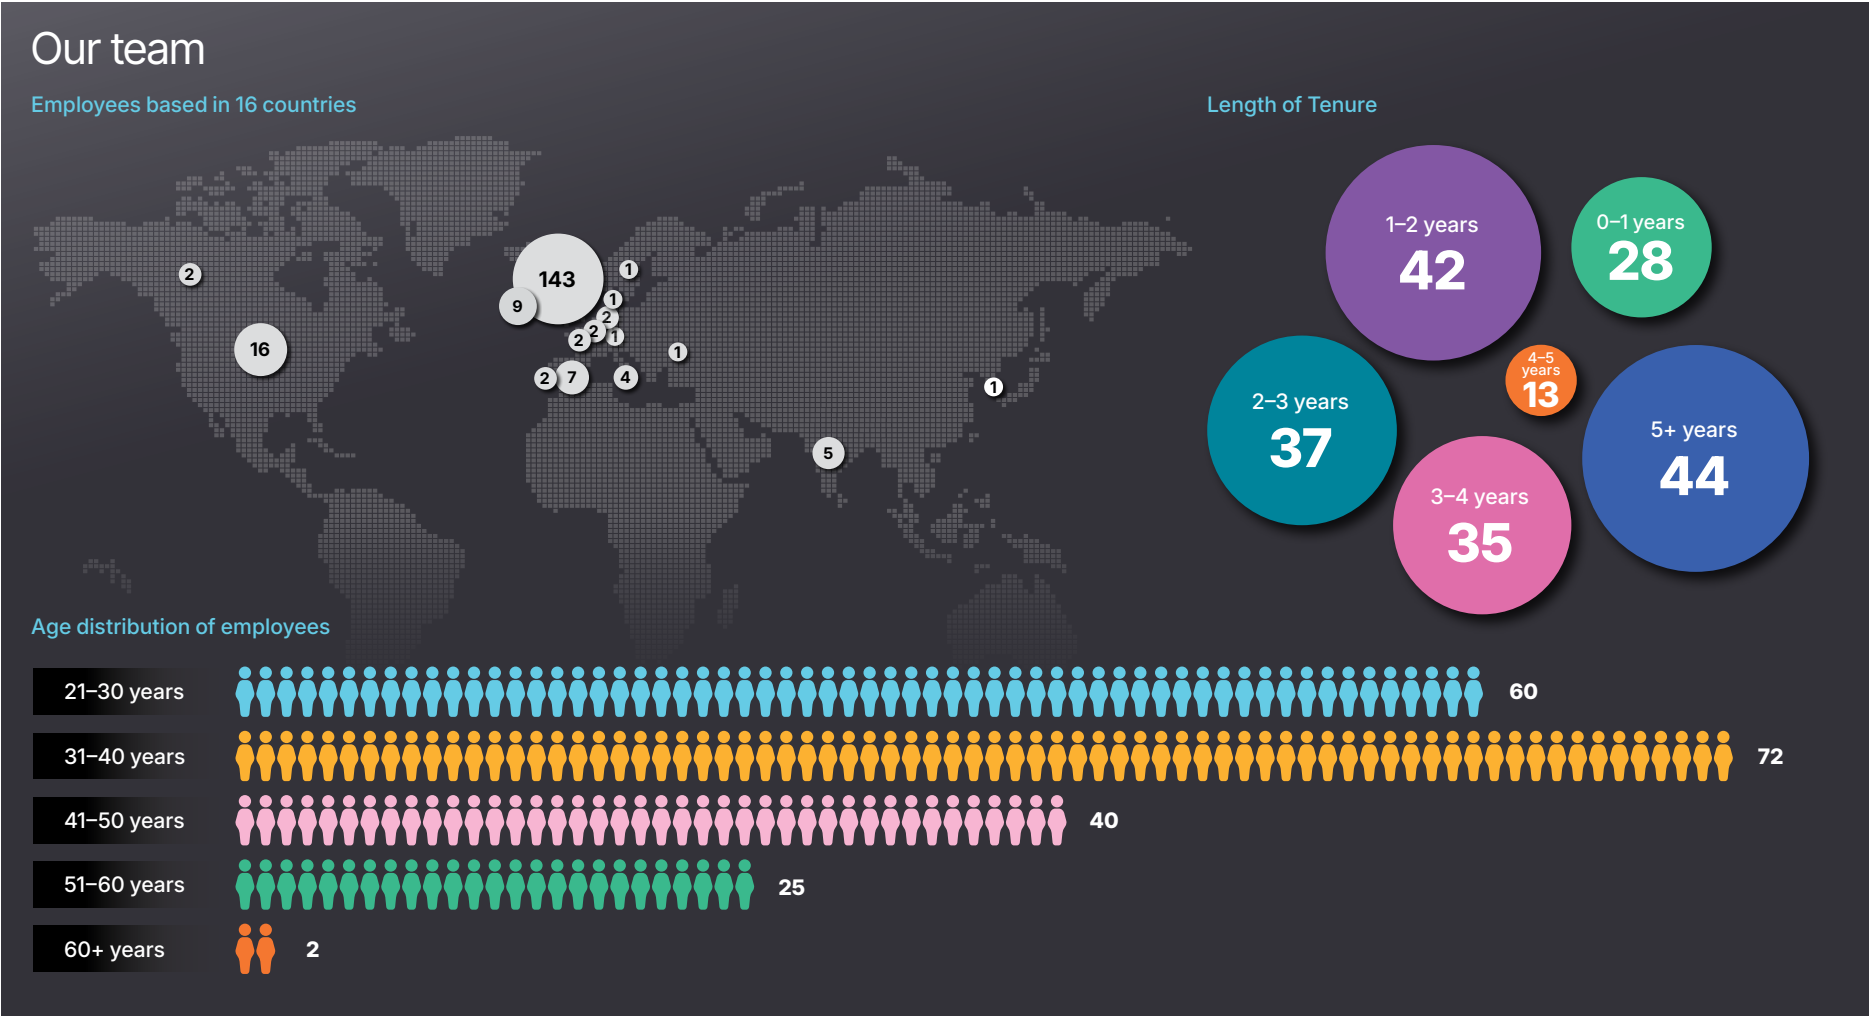 Our team
Employees based in 16 countries
2
16
143
9
1
1
2
2
2
1
1
2
7
4
1
5
Length of Tenure
1–2 years
42
0–1 years
28
4–5
years
13
2–3 years
37
5+ years
44
3–4 years
35
Age distribution of employees
21–30 years
60
31–40 years
72
41–50 years
40
51–60 years
25
60+ years
2